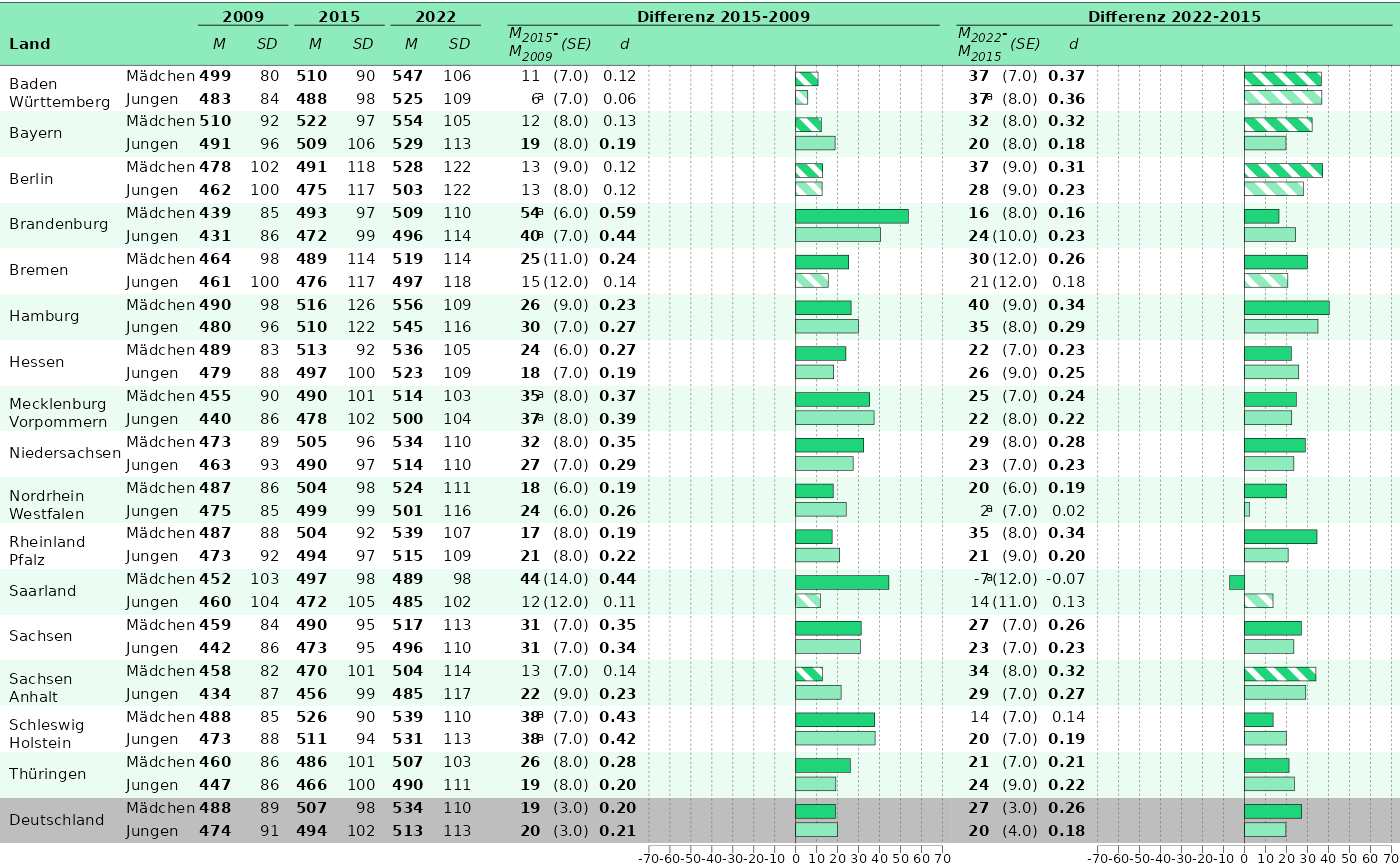 2009 2015 2022 Differenz 2015-2009 Differenz 2022-2015
Land M SD M SD M SD M2015- M2009 (SE) d M2022- M2015 (SE) d
Baden Württemberg
Mädchen 499 80 510 90 547 106 11 (7.0) 0.12 37 (7.0) 0.37
Jungen 483 84 488 98 525 109 6a (7.0) 0.06 37a (8.0) 0.36
Bayern
Mädchen 510 92 522 97 554 105 12 (8.0) 0.13 32 (8.0) 0.32
Jungen 491 96 509 106 529 113 19 (8.0) 0.19 20 (8.0) 0.18
Berlin
Mädchen 478 102 491 118 528 122 13 (9.0) 0.12 37 (9.0) 0.31
Jungen 462 100 475 117 503 122 13 (8.0) 0.12 28 (9.0) 0.23
Brandenburg
Mädchen 439 85 493 97 509 110 54a (6.0) 0.59 16 (8.0) 0.16
Jungen 431 86 472 99 496 114 40a (7.0) 0.44 24 (10.0) 0.23
Bremen
Mädchen 464 98 489 114 519 114 25 (11.0) 0.24 30 (12.0) 0.26
Jungen 461 100 476 117 497 118 15 (12.0) 0.14 21 (12.0) 0.18
Hamburg
Mädchen 490 98 516 126 556 109 26 (9.0) 0.23 40 (9.0) 0.34
Jungen 480 96 510 122 545 116 30 (7.0) 0.27 35 (8.0) 0.29
Hessen
Mädchen 489 83 513 92 536 105 24 (6.0) 0.27 22 (7.0) 0.23
Jungen 479 88 497 100 523 109 18 (7.0) 0.19 26 (9.0) 0.25
Mecklenburg Vorpommern
Mädchen 455 90 490 101 514 103 35a (8.0) 0.37 25 (7.0) 0.24
Jungen 440 86 478 102 500 104 37a (8.0) 0.39 22 (8.0) 0.22
Niedersachsen
Mädchen 473 89 505 96 534 110 32 (8.0) 0.35 29 (8.0) 0.28
Jungen 463 93 490 97 514 110 27 (7.0) 0.29 23 (7.0) 0.23
Nordrhein Westfalen
Mädchen 487 86 504 98 524 111 18 (6.0) 0.19 20 (6.0) 0.19
Jungen 475 85 499 99 501 116 24 (6.0) 0.26 2a (7.0) 0.02
Rheinland Pfalz
Mädchen 487 88 504 92 539 107 17 (8.0) 0.19 35 (8.0) 0.34
Jungen 473 92 494 97 515 109 21 (8.0) 0.22 21 (9.0) 0.20
Saarland
Mädchen 452 103 497 98 489 98 44 (14.0) 0.44 -7a (12.0) -0.07
Jungen 460 104 472 105 485 102 12 (12.0) 0.11 14 (11.0) 0.13
Sachsen
Mädchen 459 84 490 95 517 113 31 (7.0) 0.35 27 (7.0) 0.26
Jungen 442 86 473 95 496 110 31 (7.0) 0.34 23 (7.0) 0.23
Sachsen Anhalt
Mädchen 458 82 470 101 504 114 13 (7.0) 0.14 34 (8.0) 0.32
Jungen 434 87 456 99 485 117 22 (9.0) 0.23 29 (7.0) 0.27
Schleswig Holstein
Mädchen 488 85 526 90 539 110 38a (7.0) 0.43 14 (7.0) 0.14
Jungen 473 88 511 94 531 113 38a (7.0) 0.42 20 (7.0) 0.19
Thüringen
Mädchen 460 86 486 101 507 103 26 (8.0) 0.28 21 (7.0) 0.21
Jungen 447 86 466 100 490 111 19 (8.0) 0.20 24 (9.0) 0.22
Deutschland
Mädchen 488 89 507 98 534 110 19 (3.0) 0.20 27 (3.0) 0.26
Jungen 474 91 494 102 513 113 20 (3.0) 0.21 20 (4.0) 0.18
-70 -60 -50 -40 -30 -20 -10 0 10 20 30 40 50 60 70 -70 -60 -50 -40 -30 -20 -10 0 10 20 30 40 50 60 70